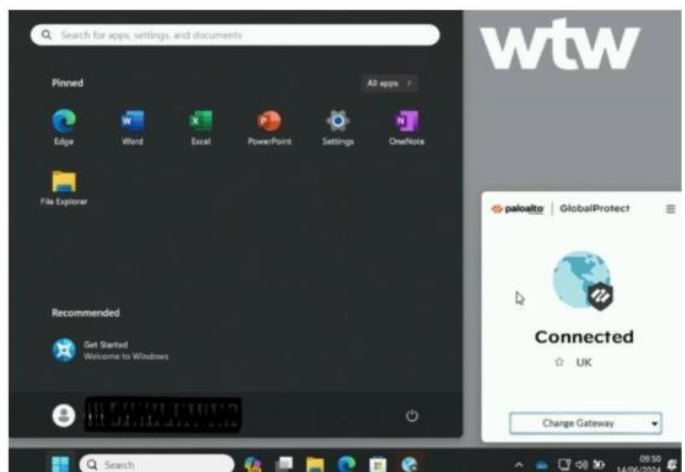 Search for apps, settings, and documents
wtw
Pinned
All apps >
Edge
Word
Excel
PowerPoint
Settings
OneNote
File Explorer
paloalto
GlobalProtect
Connected
UK
Recommended
Get Started
Welcome to Windows
Change Gateway
Search
09:50
14/06/2024